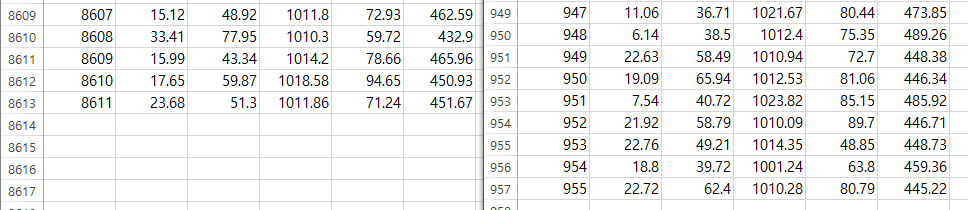 8609 8607 15.12 48.92 1011.8 72.93 462.59
8610 8608 33.41 77.95 1010.3 59.72 432.9
8611 8609 15.99 43.34 1014.2 78.66 465.96
8612 8610 17.65 59.87 1018.58 94.65 450.93
8613 8611 23.68 51.3 1011.86 71.24 451.67
8614
8615
8616
8617
949 947 11.06 36.71 1021.67 80.44 473.85
950 948 6.14 38.5 1012.4 75.35 489.26
951 949 22.63 58.49 1010.94 72.7 448.38
952 950 19.09 65.94 1012.53 81.06 446.34
953 951 7.54 40.72 1023.82 85.15 485.92
954 952 21.92 58.79 1010.09 89.7 446.71
955 953 22.76 49.21 1014.35 48.85 448.73
956 954 18.8 39.72 1001.24 63.8 459.36
957 955 22.72 62.4 1010.28 80.79 445.22